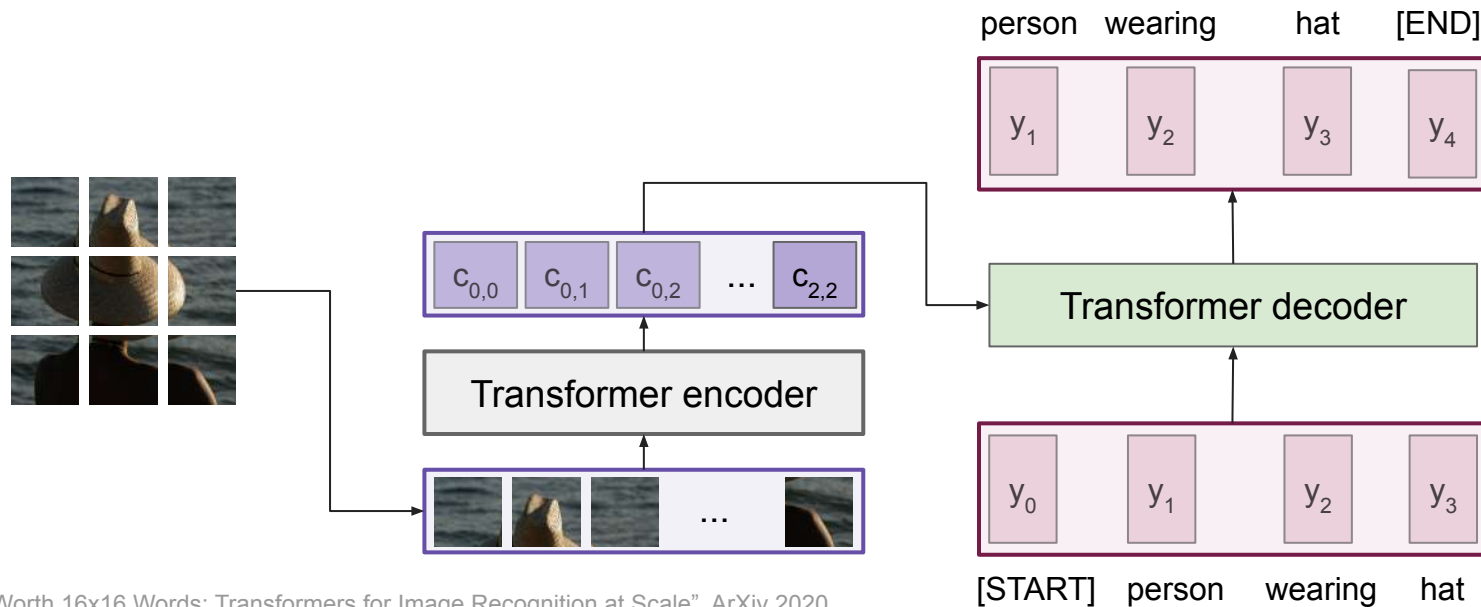 person wearing hat [END]
y1 y2 y3 y4
c0,0 c0,1 c0,2 ... c2,2
Transformer decoder
Transformer encoder
y0 y1 y2 y3
...
[START] person wearing hat
Worth 16x16 Words: Transformers for Image Recognition at Scale", ArXiv 2020